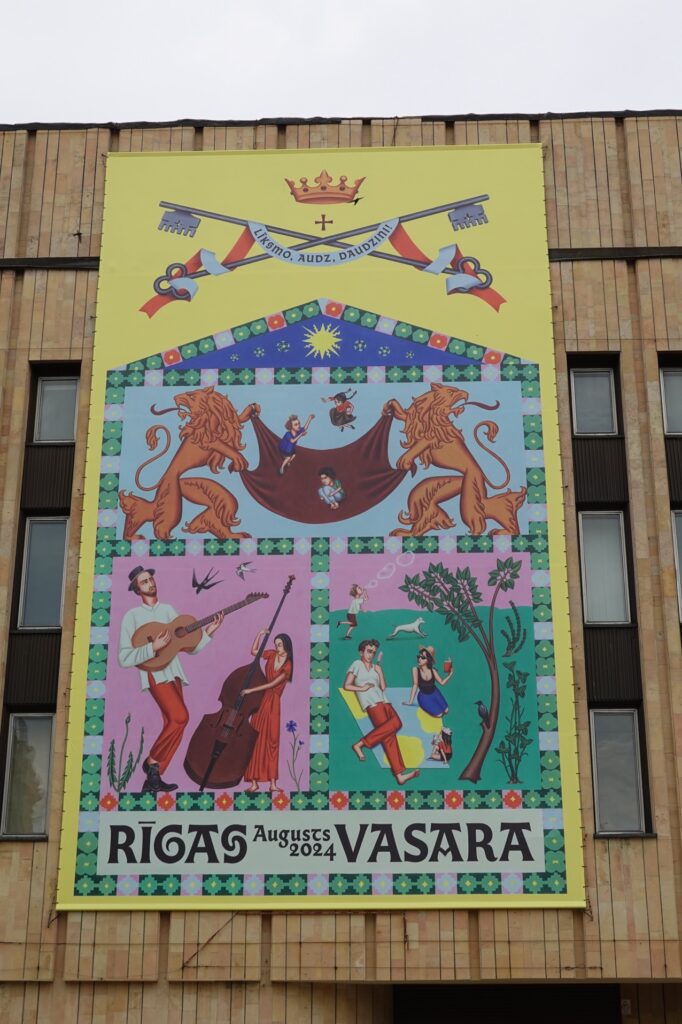 LĪKSMO, AUDZ, DAUDZINI!
RĪGAS Augusts 2024 VASARA